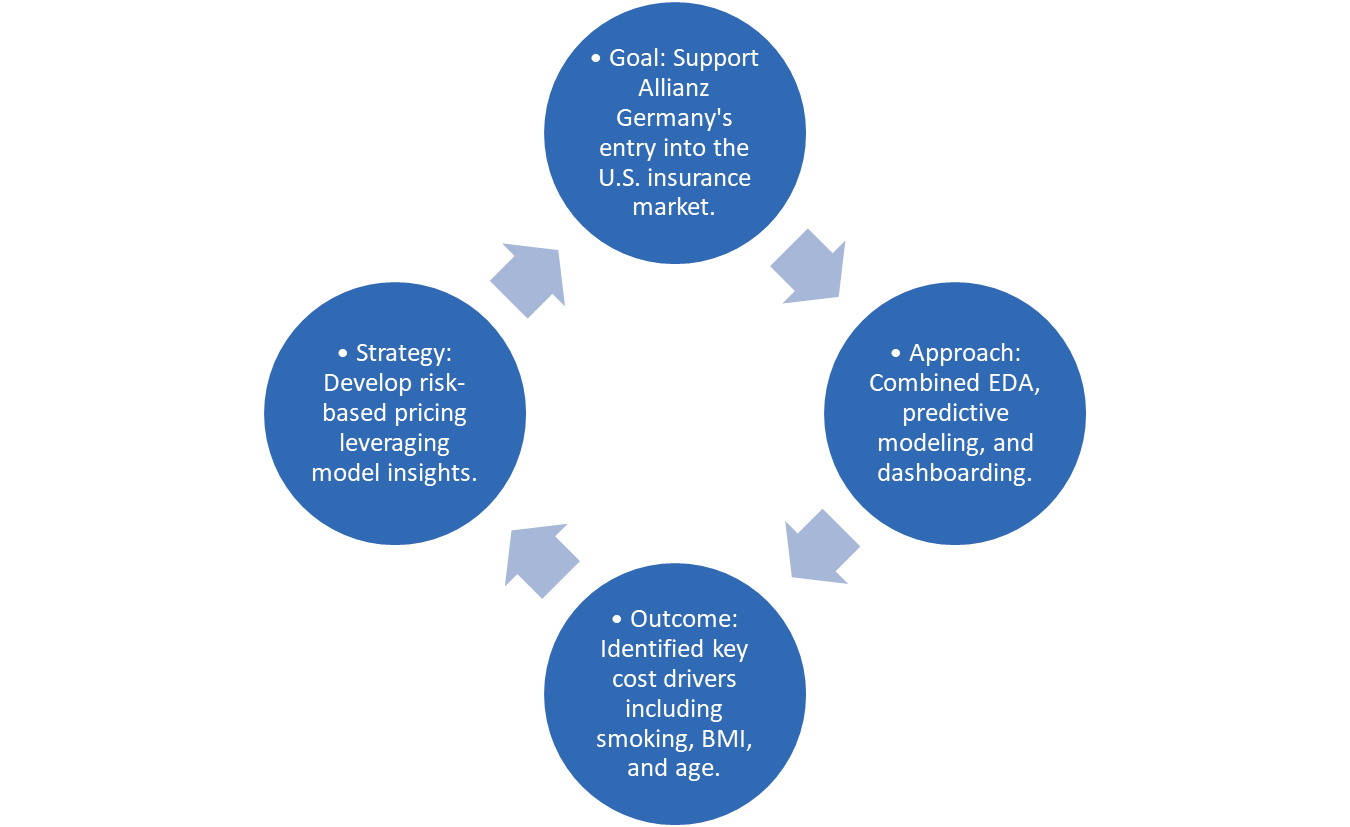 • Goal: Support
Allianz
Germany's
entry into the
U.S. insurance
market.
• Approach:
Combined EDA,
predictive
modeling, and
dashboarding.
• Outcome:
Identified key
cost drivers
including
smoking, BMI,
and age.
• Strategy:
Develop risk-
based pricing
leveraging
model insights.